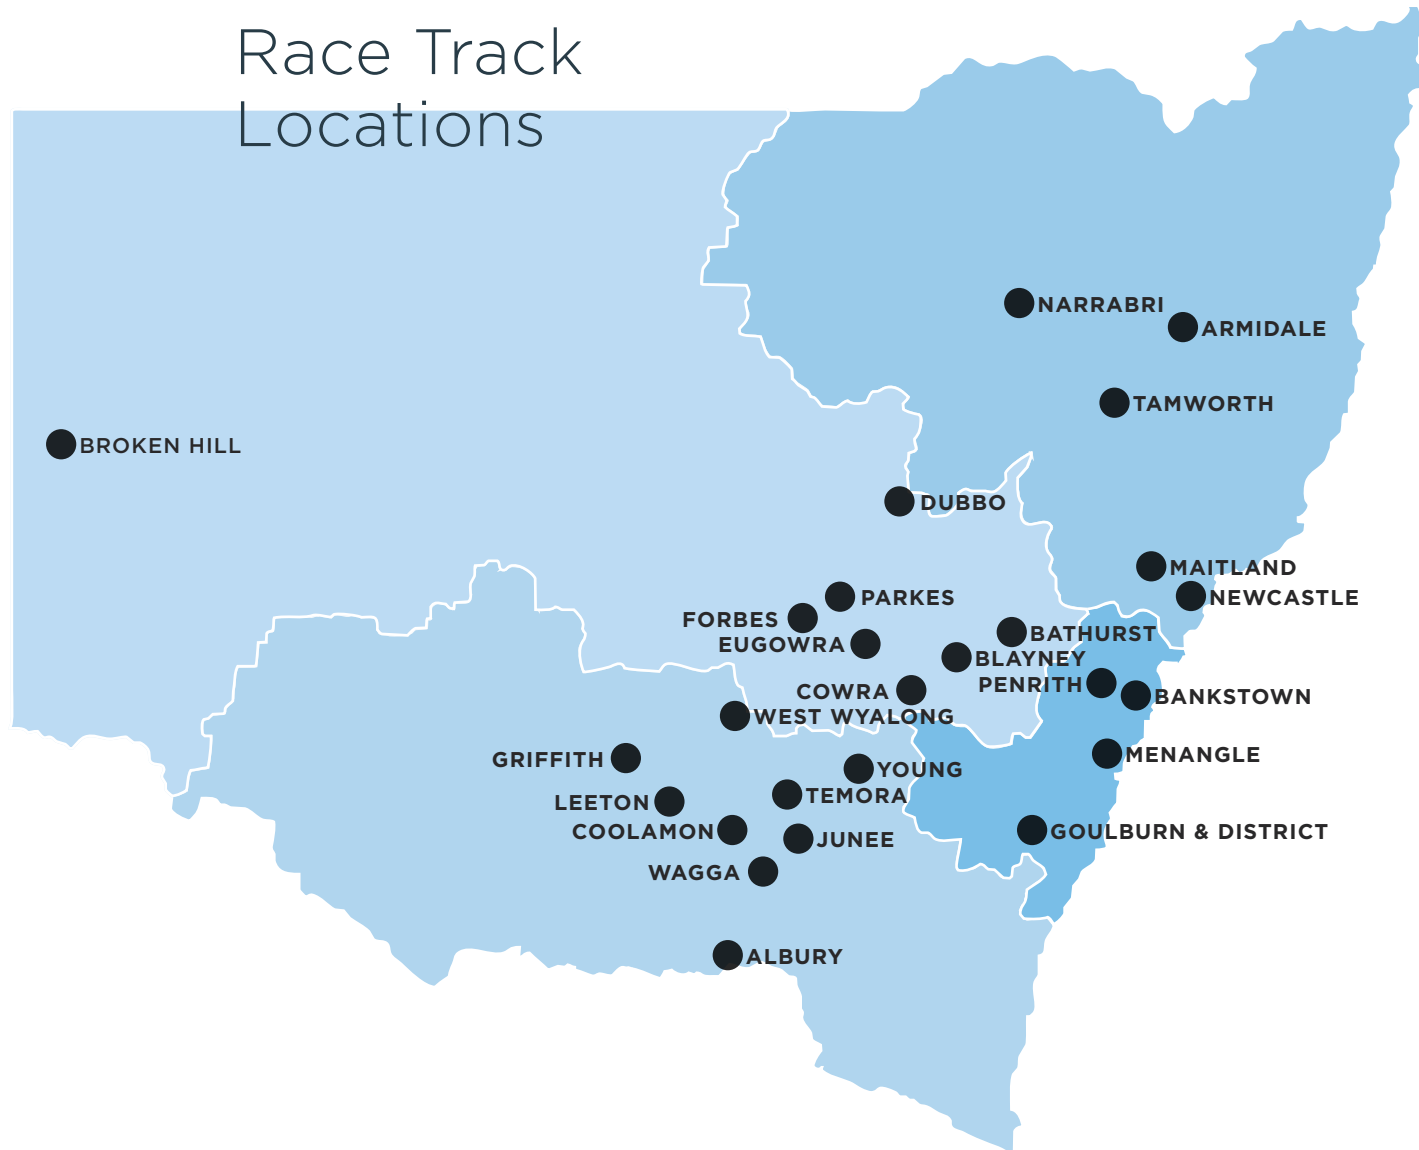 Race Track
Locations
NARRABRI
ARMIDALE
TAMWORTH
BROKEN HILL
DUBBO
MAITLAND
PARKES
NEWCASTLE
FORBES
BATHURST
EUGOWRA
BLAYNEY
PENRITH
COWRA
BANKSTOWN
WEST WYALONG
MENANGLE
GRIFFITH
YOUNG
TEMORA
LEETON
COOLAMON
GOULBURN & DISTRICT
JUNEE
WAGGA
ALBURY